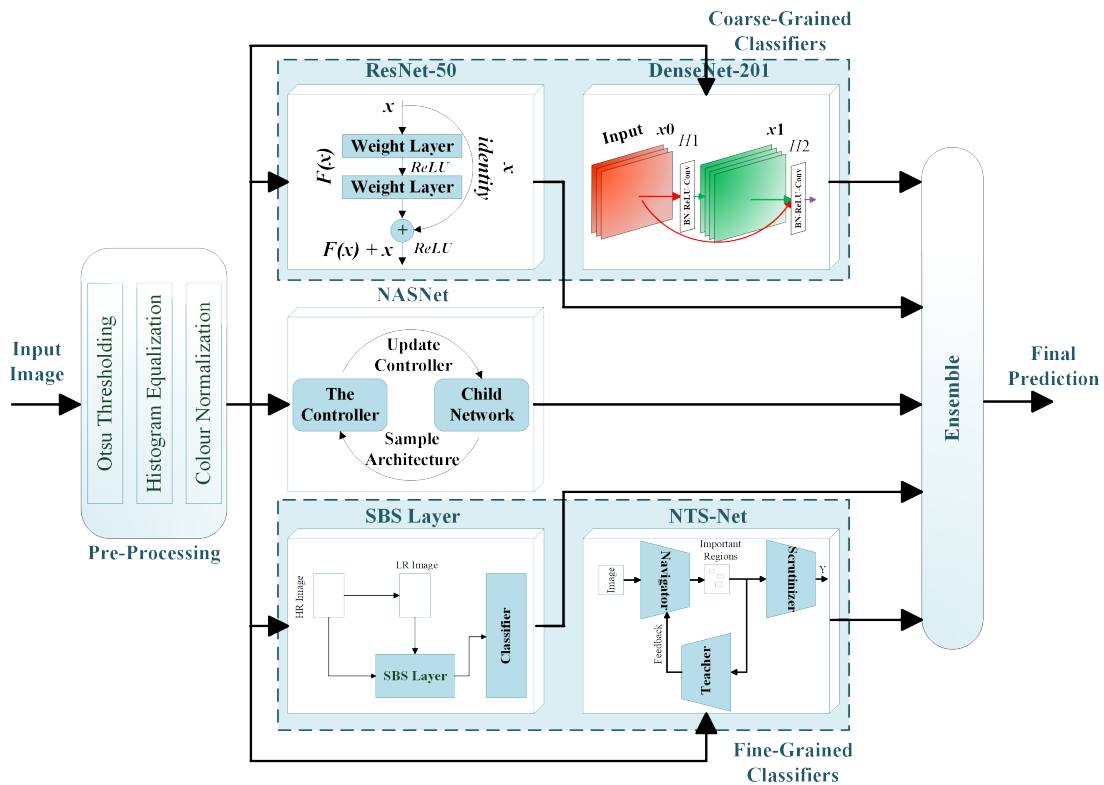 Coarse-Grained
Classifiers
ResNet-50
DenseNet-201
x
Weight Layer
ReLU
Weight Layer
F(x)
x
identity
+
F(x) + x
ReLU
Input
x0
H1
x1
H2
BN-ReLU-Conv
BN-ReLU-Conv
NASNet
Update
Controller
The
Controller
Child
Network
Sample
Architecture
Input
Image
Otsu Thresholding
Histogram Equalization
Colour Normalization
Pre-Processing
Ensemble
Final
Prediction
SBS Layer
NTS-Net
HR Image
LR Image
SBS Layer
Classifier
Image
Navigator
Important
Regions
Scrutinizer
Y
Feedback
Teacher
Fine-Grained
Classifiers